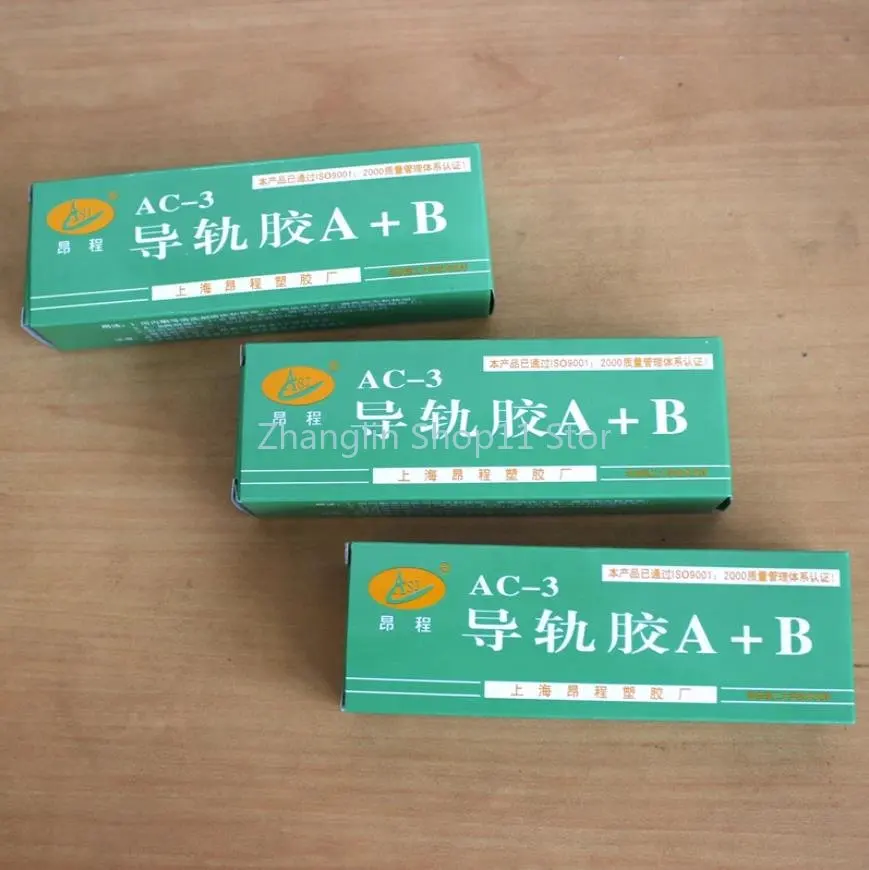 本产品已通过ISO9001：2000质量管理体系认证！
AC-3
导轨胶A+B
昂 程
上海昂程塑胶厂
本产品已通过ISO9001：2000质量管理体系认证！
AC-3
导轨胶A+B
昂 程
Zhanglin Shop11 Stor
上海昂程塑胶厂
本产品已通过ISO9001：2000质量管理体系认证！
AC-3
导轨胶A+B
昂 程
上海昂程塑胶厂